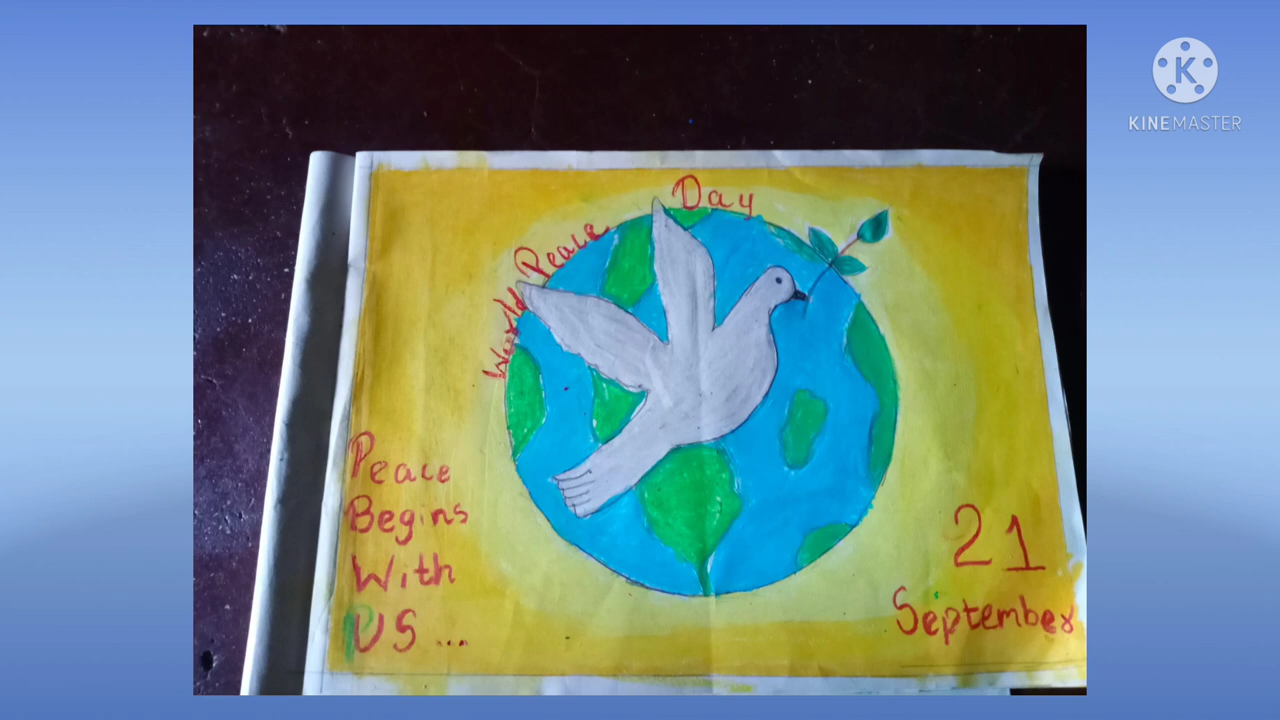 World Peace Day
Peace
Begins
With
US ...
21
September
K
KINEMASTER